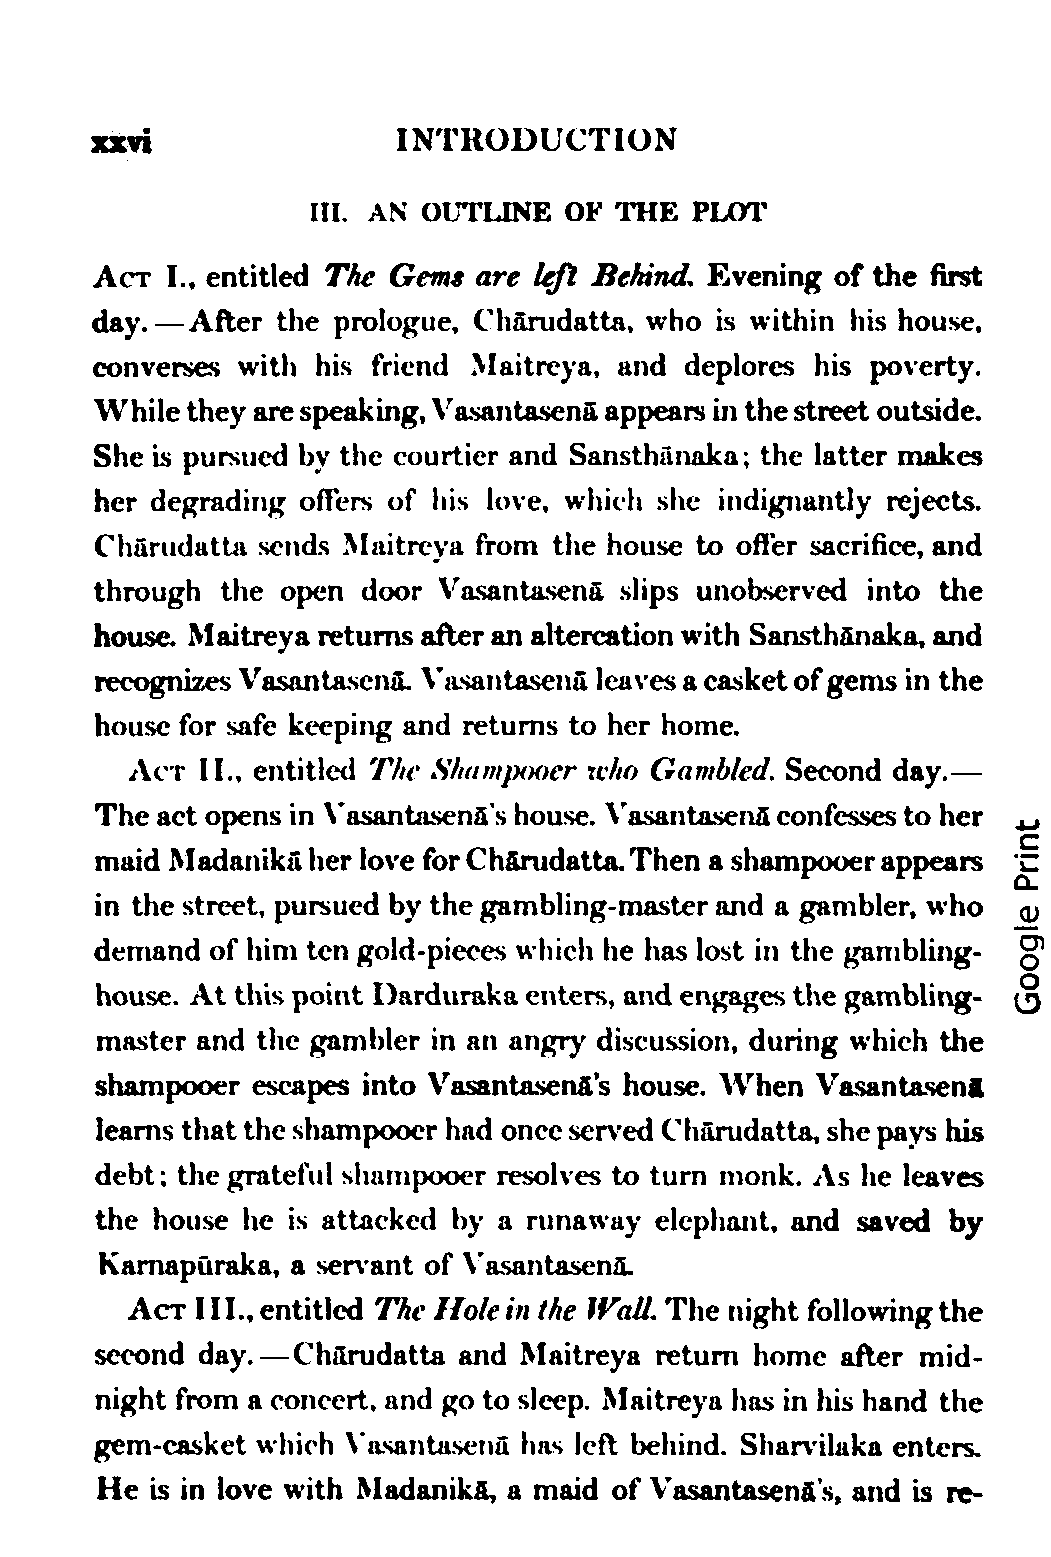 xxvi INTRODUCTION
III. AN OUTLINE OF THE PLOT
ACT I., entitled The Gems are left Behind. Evening of the first
day.—After the prologue, Chārudatta, who is within his house,
converses with his friend Maitreya, and deplores his poverty.
While they are speaking, Vasantasenā appears in the street outside.
She is pursued by the courtier and Sansthānaka; the latter makes
her degrading offers of his love, which she indignantly rejects.
Chārudatta sends Maitreya from the house to offer sacrifice, and
through the open door Vasantasenā slips unobserved into the
house. Maitreya returns after an altercation with Sansthānaka, and
recognizes Vasantasenā. Vasantasenā leaves a casket of gems in the
house for safe keeping and returns to her home.
ACT II., entitled The Shampooer who Gambled. Second day.—
The act opens in Vasantasenā's house. Vasantasenā confesses to her
maid Madanikā her love for Chārudatta. Then a shampooer appears
in the street, pursued by the gambling-master and a gambler, who
demand of him ten gold-pieces which he has lost in the gambling-
house. At this point Darduraka enters, and engages the gambling-
master and the gambler in an angry discussion, during which the
shampooer escapes into Vasantasenā's house. When Vasantasenā
learns that the shampooer had once served Chārudatta, she pays his
debt; the grateful shampooer resolves to turn monk. As he leaves
the house he is attacked by a runaway elephant, and saved by
Karnapūraka, a servant of Vasantasenā.
ACT III., entitled The Hole in the Wall. The night following the
second day.—Chārudatta and Maitreya return home after mid-
night from a concert, and go to sleep. Maitreya has in his hand the
gem-casket which Vasantasenā has left behind. Sharvilaka enters.
He is in love with Madanikā, a maid of Vasantasenā's, and is re-
Google Print